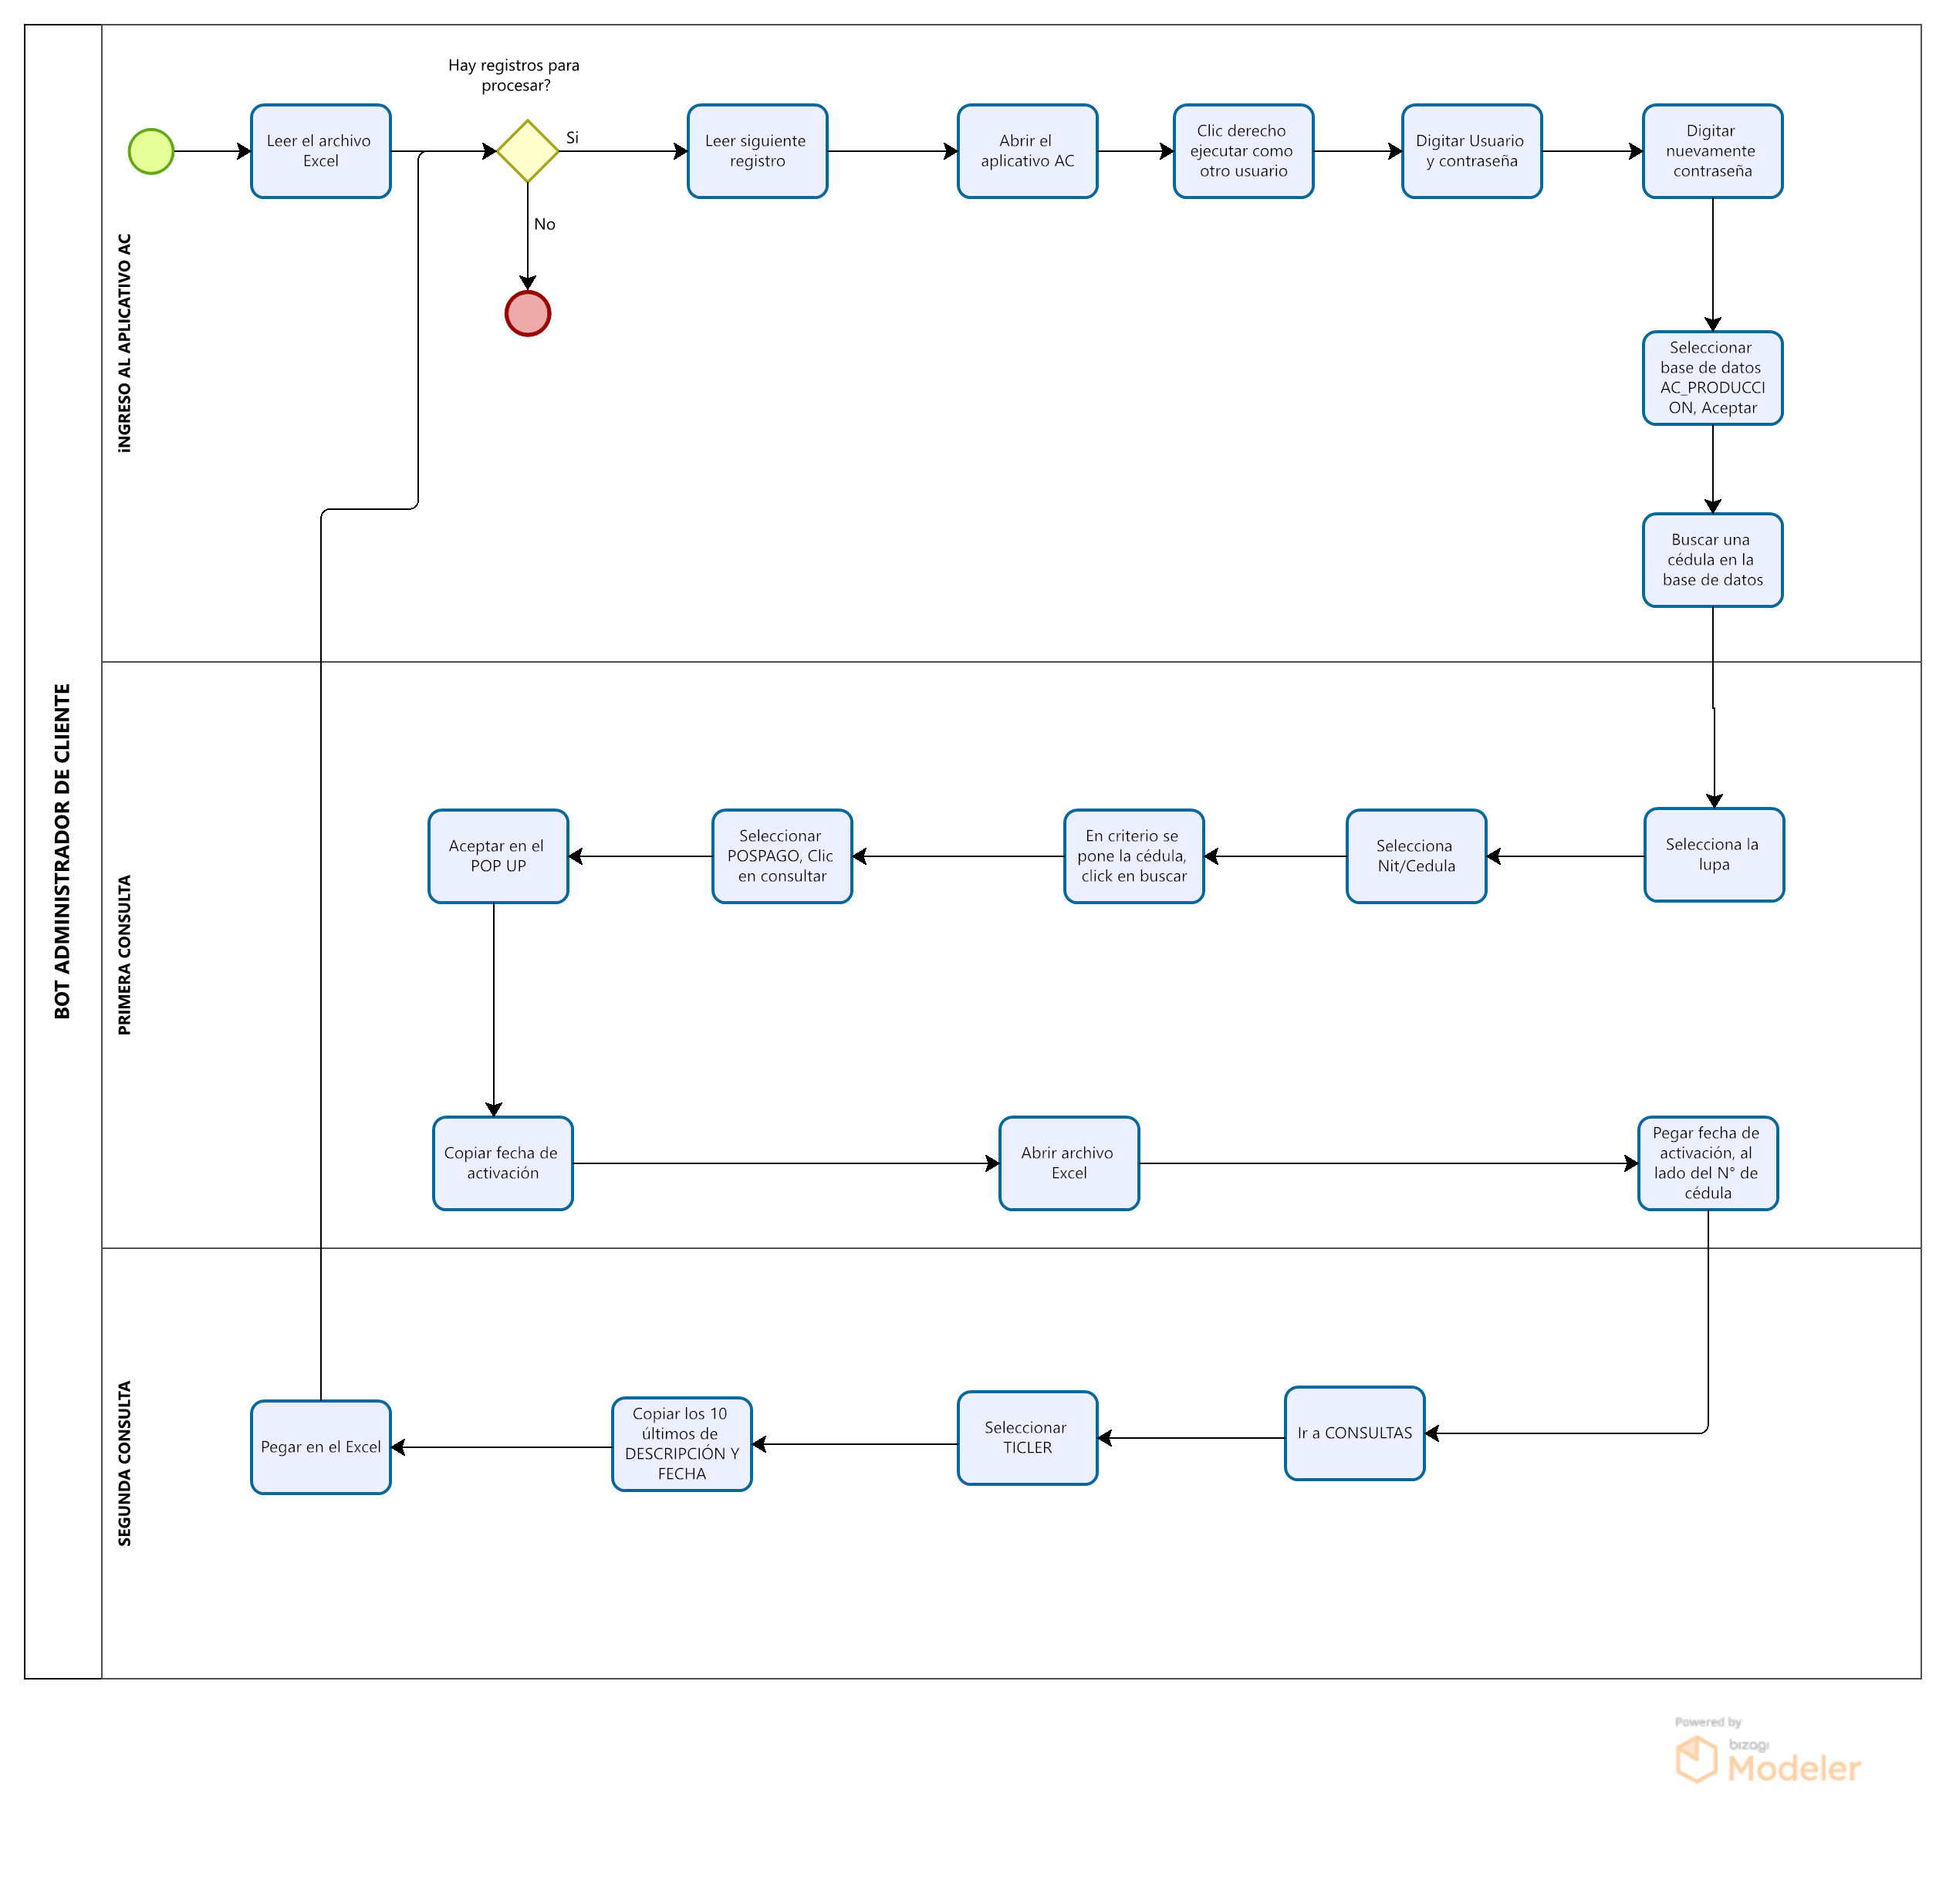 BOT ADMINISTRADOR DE CLIENTE
iNGRESO AL APLICATIVO AC
Hay registros para
procesar?
Leer el archivo
Excel
Si
No
Leer siguiente
registro
Abrir el
aplicativo AC
Clic derecho
ejecutar como
otro usuario
Digitar Usuario
y contraseña
Digitar
nuevamente
contraseña
Seleccionar
base de datos
AC_PRODUCCI
ON, Aceptar
Buscar una
cédula en la
base de datos
PRIMERA CONSULTA
Selecciona la
lupa
Selecciona
Nit/Cedula
En criterio se
pone la cédula,
click en buscar
Seleccionar
POSPAGO, Clic
en consultar
Aceptar en el
POP UP
Copiar fecha de
activación
Abrir archivo
Excel
Pegar fecha de
activación, al
lado del N° de
cédula
SEGUNDA CONSULTA
Ir a CONSULTAS
Seleccionar
TICLER
Copiar los 10
últimos de
DESCRIPCIÓN Y
FECHA
Pegar en el Excel
Powered by
bizagi
Modeler